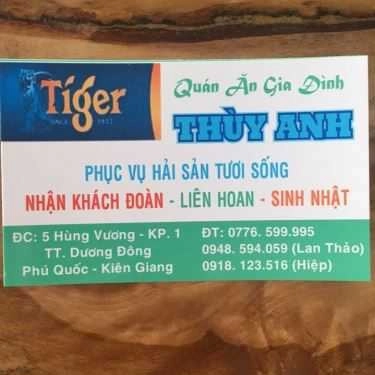 Tiger
SINCE 1932
Quán Ăn Gia Đình
THÙY ANH
PHỤC VỤ HẢI SẢN TƯƠI SỐNG
NHẬN KHÁCH ĐOÀN - LIÊN HOAN - SINH NHẬT
ĐC: 5 Hùng Vương - KP. 1
TT. Dương Đông
Phú Quốc - Kiên Giang
ĐT: 0776. 599.995
0948. 594.059 (Lan Thảo)
0918. 123.516 (Hiệp)